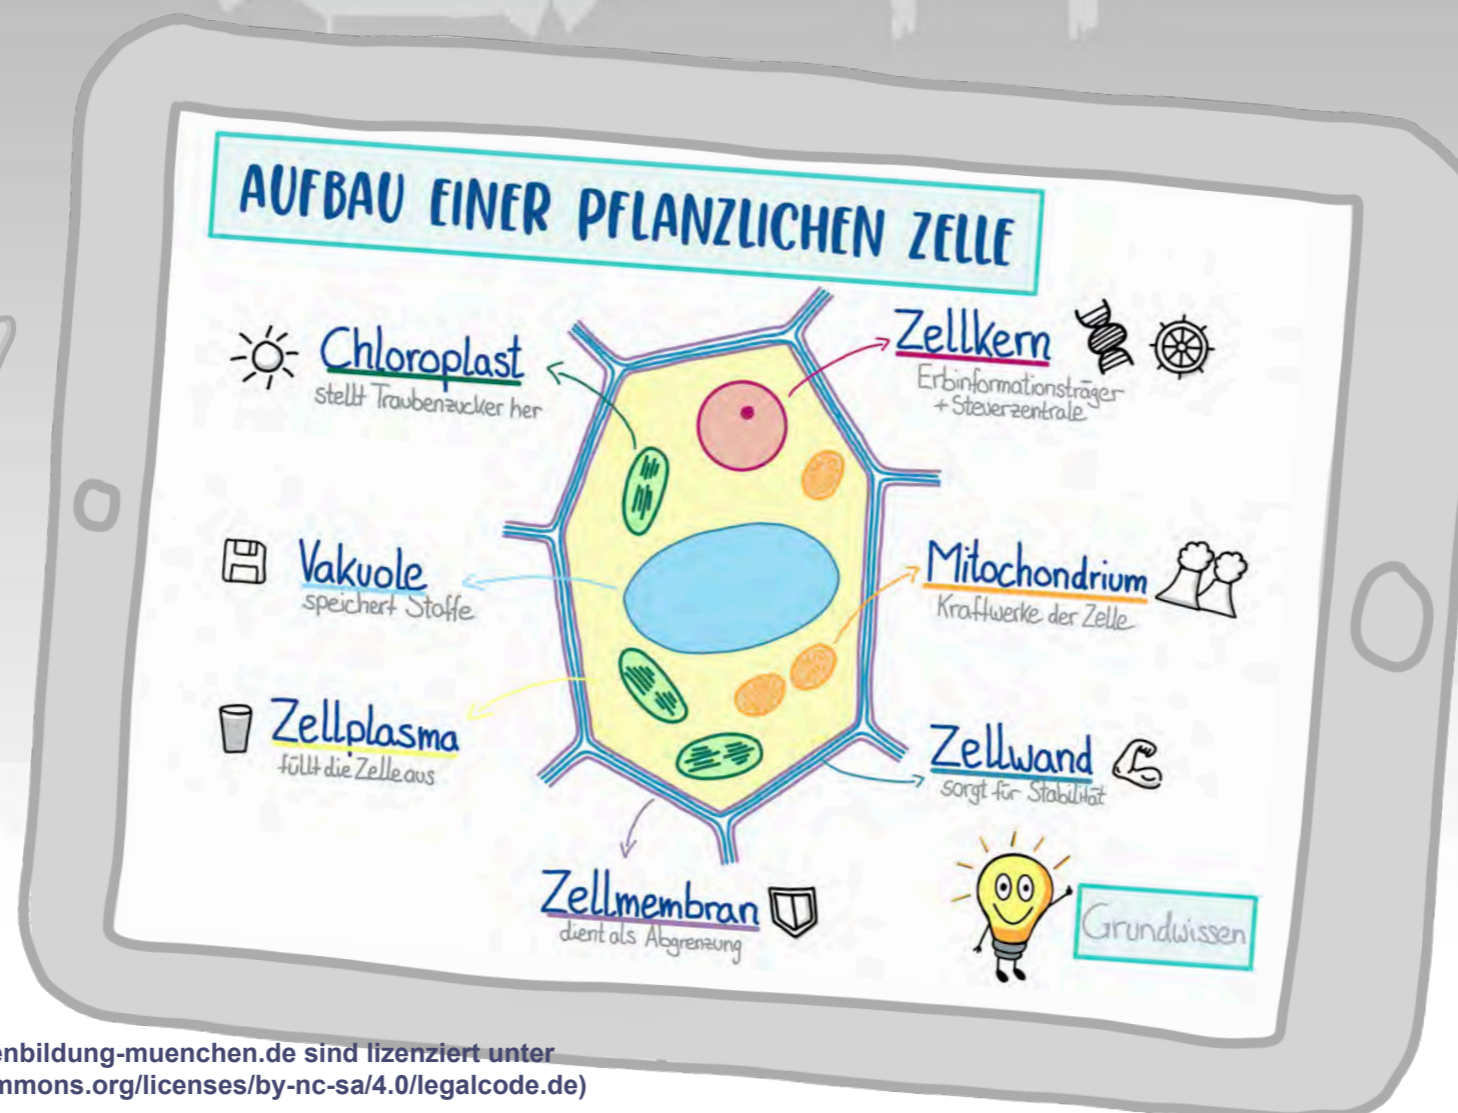 AUFBAU EINER PFLANZLICHEN ZELLE
Chloroplast
stellt Traubenzucker her
Zellkern
Erbinformationsträger
+ Steuerzentrale
Vakuole
speichert Stoffe
Mitochondrium
Kraftwerke der Zelle
Zellplasma
füllt die Zelle aus
Zellwand
sorgt für Stabilität
Zellmembran
dient als Abgrenzung
Grundwissen
enbildung-muenchen.de sind lizenziert unter
mmons.org/licenses/by-nc-sa/4.0/legalcode.de)